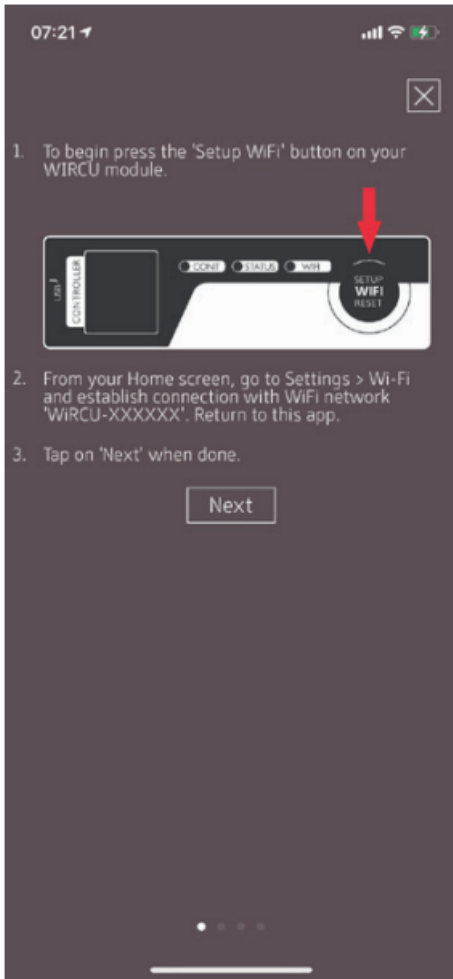 07:21
1. To begin press the 'Setup WiFi' button on your
WIRCU module.
USB
CONTROLLER
CONT
STATUS
WIFI
SETUP
WIFI
RESET
2. From your Home screen, go to Settings > Wi-Fi
and establish connection with WiFi network
'WiRCU-XXXXXX'. Return to this app.
3. Tap on 'Next' when done.
Next